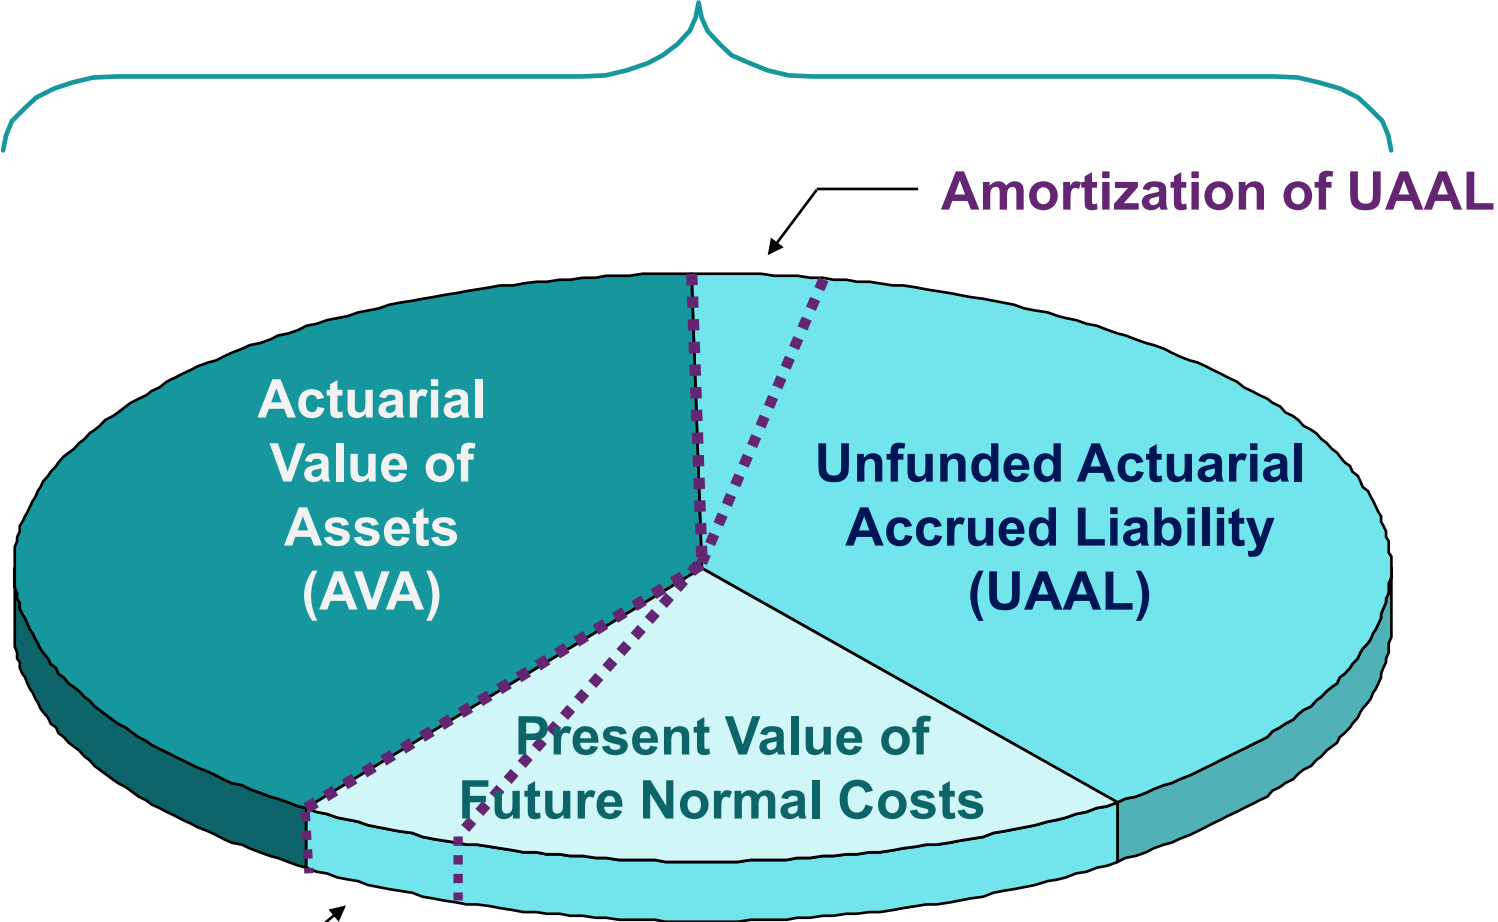 Amortization of UAAL
Actuarial
Value of
Assets
(AVA)
Unfunded Actuarial
Accrued Liability
(UAAL)
Present Value of
Future Normal Costs